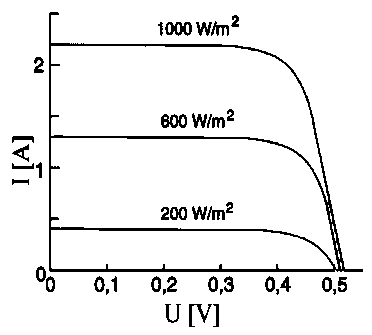 1000 W/m²
2
600 W/m²
I [A]
1
200 W/m²
0
0 0,1 0,2 0,3 0,4 0,5
U [V]